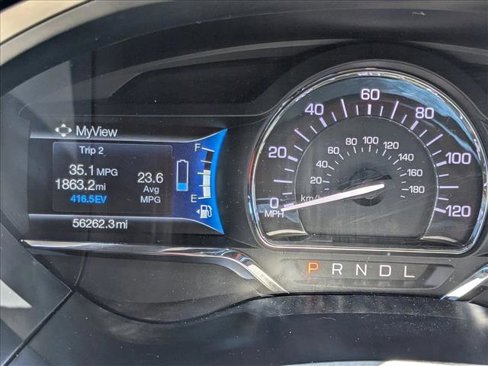 MyView
Trip 2
35.1 MPG
1863.2 mi
416.5 EV
23.6
Avg
MPG
F
E
56262.3 mi
0 20 40 60 80 100 120
MPH
0 20 40 60 80 100 120 140 160 180
km/
P R N D L